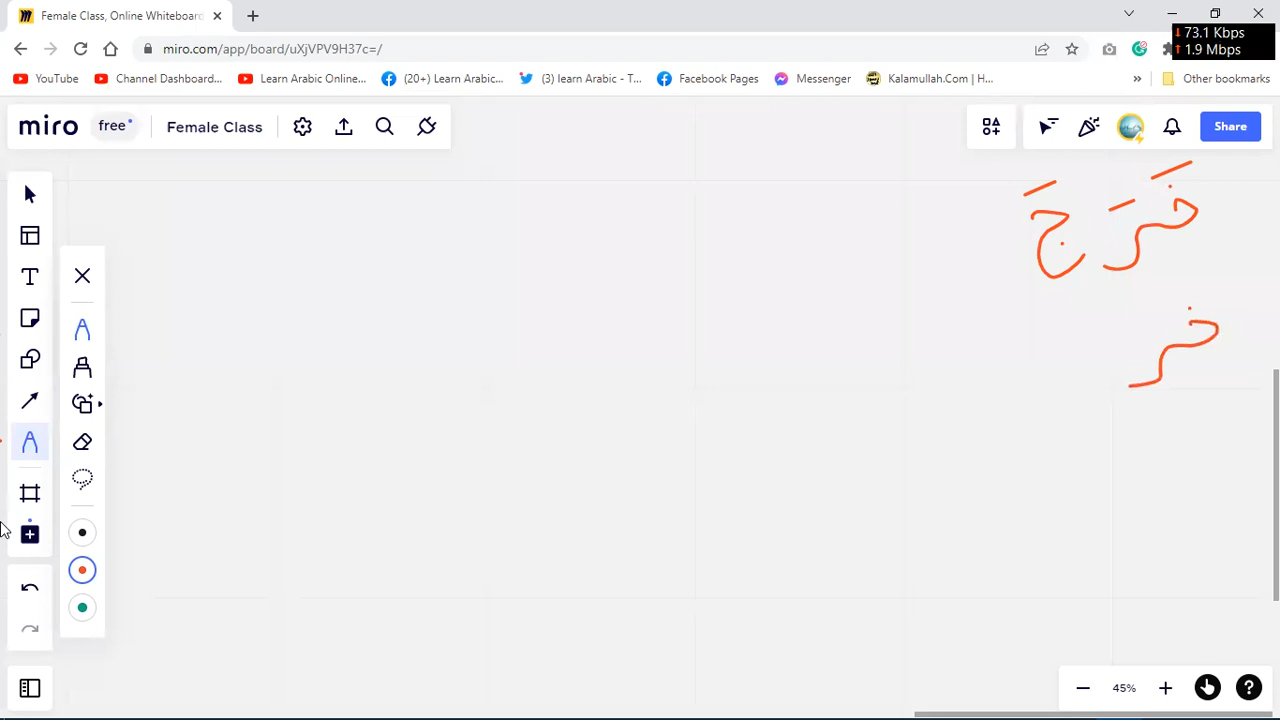 Female Class, Online Whiteboard
73.1 Kbps
1.9 Mbps
miro.com/app/board/uXjVPV9H37c=/
YouTube
Channel Dashboard...
Learn Arabic Online...
(20+) Learn Arabic...
(3) learn Arabic - T...
Facebook Pages
Messenger
Kalamullah.Com | H...
Other bookmarks
miro
free
Female Class
Share
45%